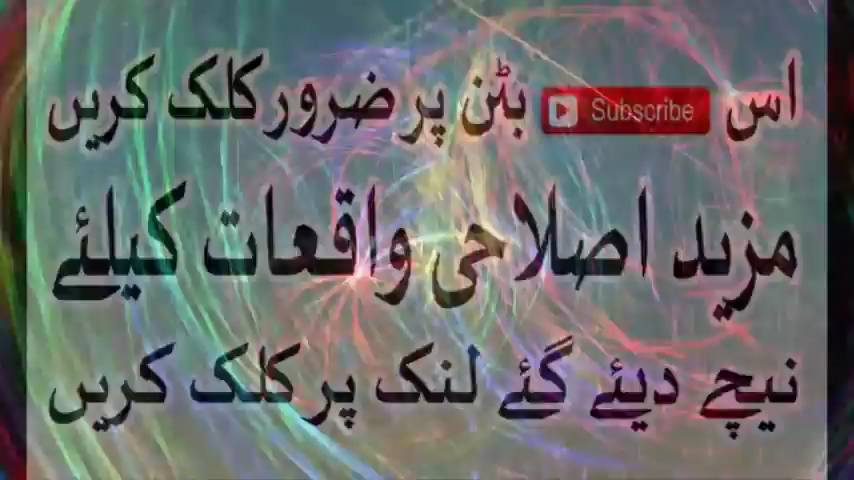 اس Subscribe بٹن پر ضرور کلک کریں
مزید اصلاحی واقعات کیلئے
نیچے دیئے گئے لنک پر کلک کریں